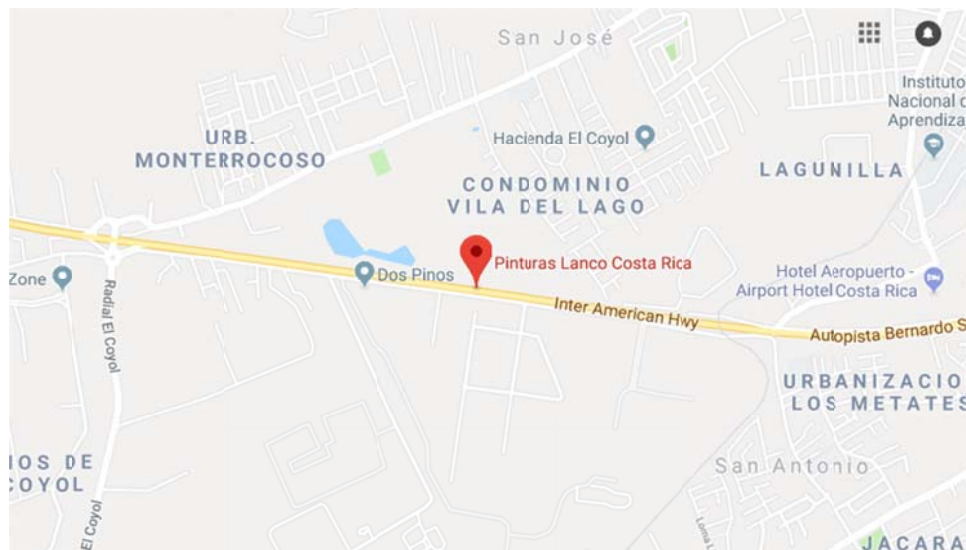 San José
Instituto
Nacional d
Aprendiza
URB.
MONTERROCOSO
Hacienda El Coyol
LAGUNILLA
CONDOMINIO
VILA DEL LAGO
Pinturas Lanco Costa Rica
Zone
Dos Pinos
Hotel Aeropuerto -
Airport Hotel Costa Rica
Radial El Coyol
Inter American Hwy
Autopista Bernardo S
URBANIZACIO
LOS METATES
IOS DE
COYOL
San Antonio
El Coyol
Loma L
JACARA